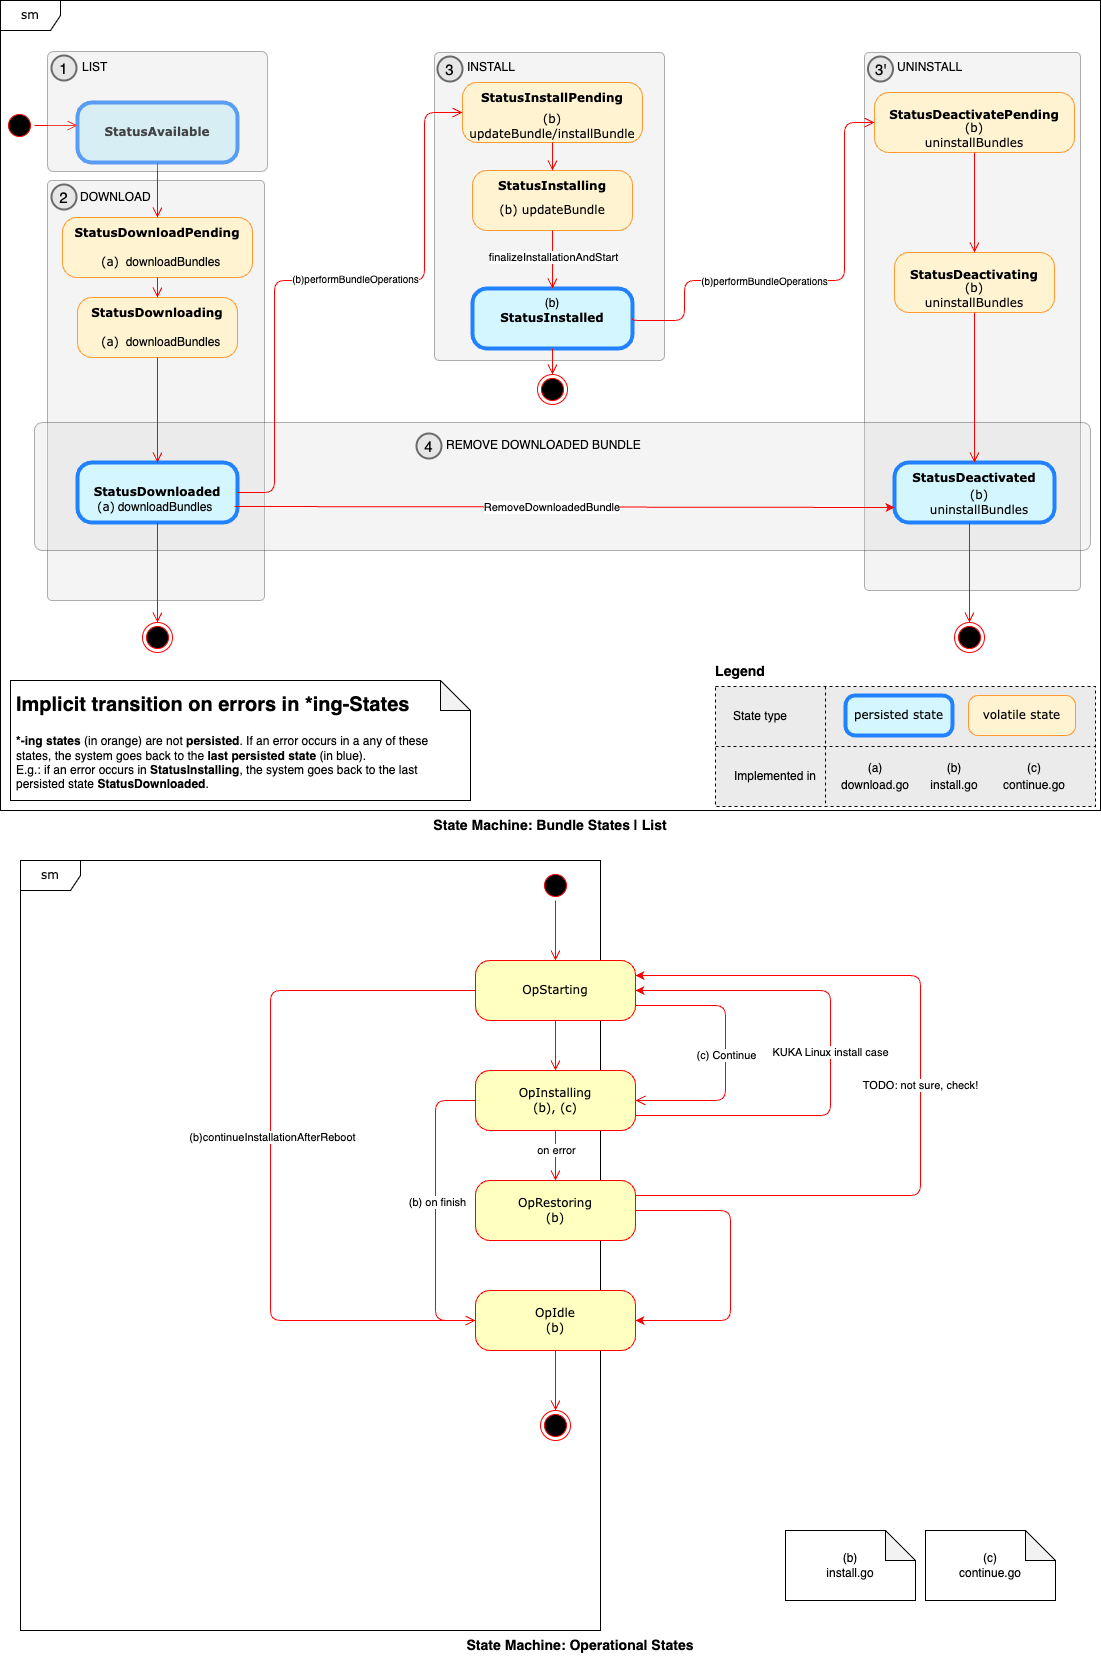 sm
1 LIST
StatusAvailable
2 DOWNLOAD
StatusDownloadPending
(a) downloadBundles
StatusDownloading
(a) downloadBundles
StatusDownloaded
(a) downloadBundles
(b)performBundleOperations
3 INSTALL
StatusInstallPending
(b)
updateBundle/installBundle
StatusInstalling
(b) updateBundle
finalizeInstallationAndStart
(b)
StatusInstalled
(b)performBundleOperations
3' UNINSTALL
StatusDeactivatePending
(b)
uninstallBundles
StatusDeactivating
(b)
uninstallBundles
4 REMOVE DOWNLOADED BUNDLE
RemoveDownloadedBundle
StatusDeactivated
(b)
uninstallBundles
Implicit transition on errors in *ing-States
*-ing states (in orange) are not persisted. If an error occurs in a any of these
states, the system goes back to the last persisted state (in blue).
E.g.: if an error occurs in StatusInstalling, the system goes back to the last
persisted state StatusDownloaded.
Legend
State type
persisted state
volatile state
Implemented in
(a)
download.go
(b)
install.go
(c)
continue.go
State Machine: Bundle States | List
sm
OpStarting
(c) Continue
KUKA Linux install case
TODO: not sure, check!
OpInstalling
(b), (c)
(b)continueInstallationAfterReboot
on error
(b) on finish
OpRestoring
(b)
OpIdle
(b)
(b)
install.go
(c)
continue.go
State Machine: Operational States